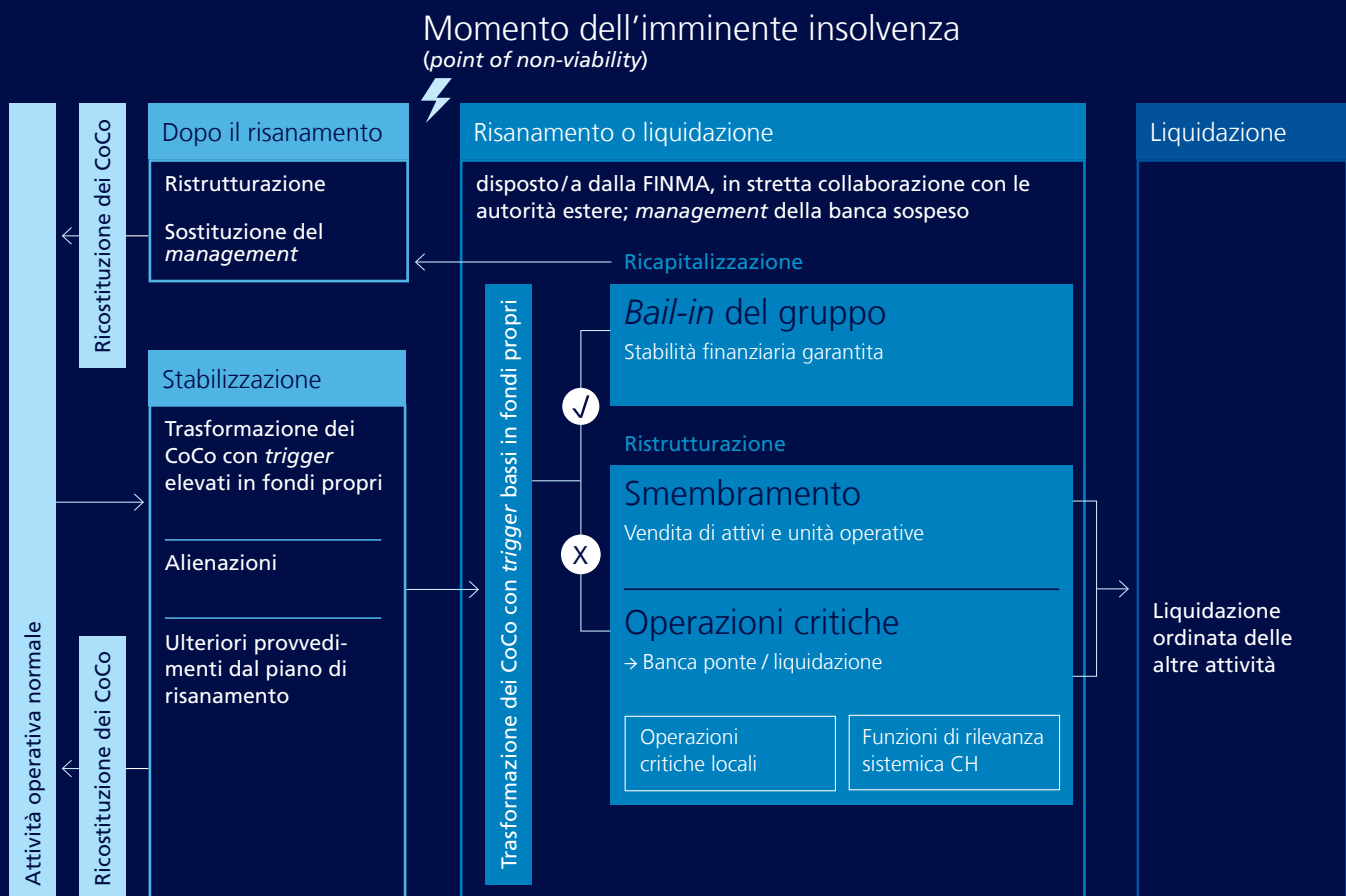 Momento dell'imminente insolvenza
(point of non-viability)
Attività operativa normale
Ricostituzione dei CoCo
Dopo il risanamento
Ristrutturazione
Sostituzione del
management
Ricostituzione dei CoCo
Stabilizzazione
Trasformazione dei
CoCo con trigger
elevati in fondi propri
Alienazioni
Ulteriori provvedi-
menti dal piano di
risanamento
Risanamento o liquidazione
disposto/a dalla FINMA, in stretta collaborazione con le
autorità estere; management della banca sospeso
Trasformazione dei CoCo con trigger bassi in fondi propri
Ricapitalizzazione
Bail-in del gruppo
Stabilità finanziaria garantita
√
Ristrutturazione
Smembramento
Vendita di attivi e unità operative
X
Operazioni critiche
→ Banca ponte / liquidazione
Operazioni
critiche locali
Funzioni di rilevanza
sistemica CH
Liquidazione
Liquidazione
ordinata delle
altre attività